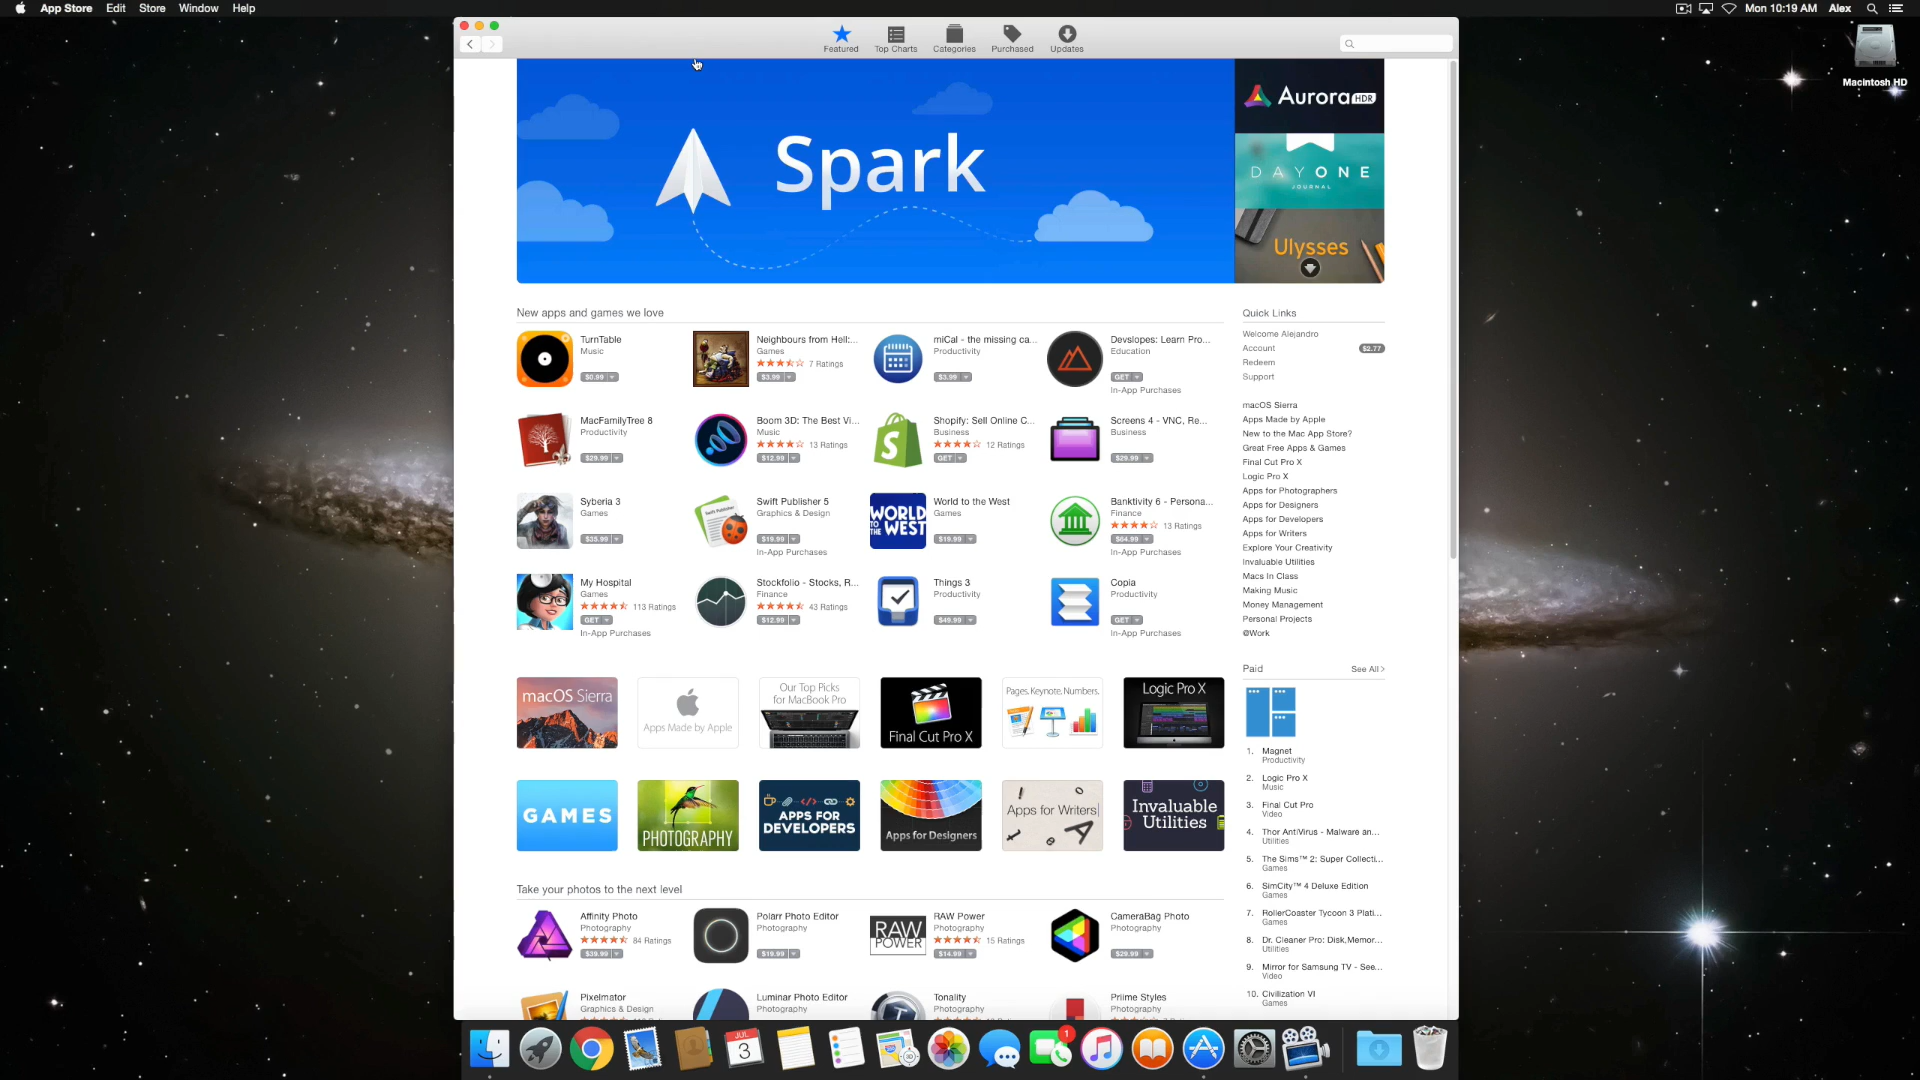 App Store Edit Store Window Help
Mon 10:19 AM Alex
Macintosh HD
Featured Top Charts Categories Purchased Updates
Spark
Aurora HDR
DAY ONE
JOURNAL
Ulysses
New apps and games we love
TurnTable
Music
$0.99
Neighbours from Hell:...
Games
7 Ratings
$3.99
miCal - the missing ca...
Productivity
$3.99
Devslopes: Learn Pro...
Education
GET
In-App Purchases
MacFamilyTree 8
Productivity
$29.99
Boom 3D: The Best Vi...
Music
13 Ratings
$12.99
Shopify: Sell Online C...
Business
12 Ratings
GET
Screens 4 - VNC, Re...
Business
$29.99
Syberia 3
Games
$35.99
Swift Publisher
Swift Publisher 5
Graphics & Design
$19.99
In-App Purchases
WORLD
TO THE WEST
World to the West
Games
$19.99
Banktivity 6 - Persona...
Finance
13 Ratings
$64.99
In-App Purchases
My Hospital
Games
113 Ratings
GET
In-App Purchases
Stockfolio - Stocks, R...
Finance
43 Ratings
$12.99
Things 3
Productivity
$49.99
Copia
Productivity
GET
In-App Purchases
macOS Sierra
Apps Made by Apple
Our Top Picks
for MacBook Pro
Final Cut Pro X
Pages. Keynote. Numbers.
Logic Pro X
GAMES
PHOTOGRAPHY
APPS FOR
DEVELOPERS
Apps for Designers
Apps for Writers
Invaluable
Utilities
Take your photos to the next level
Affinity Photo
Photography
84 Ratings
$39.99
Polarr Photo Editor
Photography
$19.99
RAW
POWER
RAW Power
Photography
15 Ratings
$14.99
CameraBag Photo
Photography
$29.99
Pixelmator
Graphics & Design
Luminar Photo Editor
Photography
Tonality
Photography
Priime Styles
Photography
Quick Links
Welcome Alejandro
Account $2.77
Redeem
Support
macOS Sierra
Apps Made by Apple
New to the Mac App Store?
Great Free Apps & Games
Final Cut Pro X
Logic Pro X
Apps for Photographers
Apps for Designers
Apps for Developers
Apps for Writers
Explore Your Creativity
Invaluable Utilities
Macs In Class
Making Music
Money Management
Personal Projects
@Work
Paid See All >
1. Magnet
Productivity
2. Logic Pro X
Music
3. Final Cut Pro
Video
4. Thor AntiVirus - Malware an...
Utilities
5. The Sims™ 2: Super Collecti...
Games
6. SimCity™ 4 Deluxe Edition
Games
7. RollerCoaster Tycoon 3 Plati...
Games
8. Dr. Cleaner Pro: Disk,Memor...
Utilities
9. Mirror for Samsung TV - See...
Video
10. Civilization VI
Games
JUL
3
1